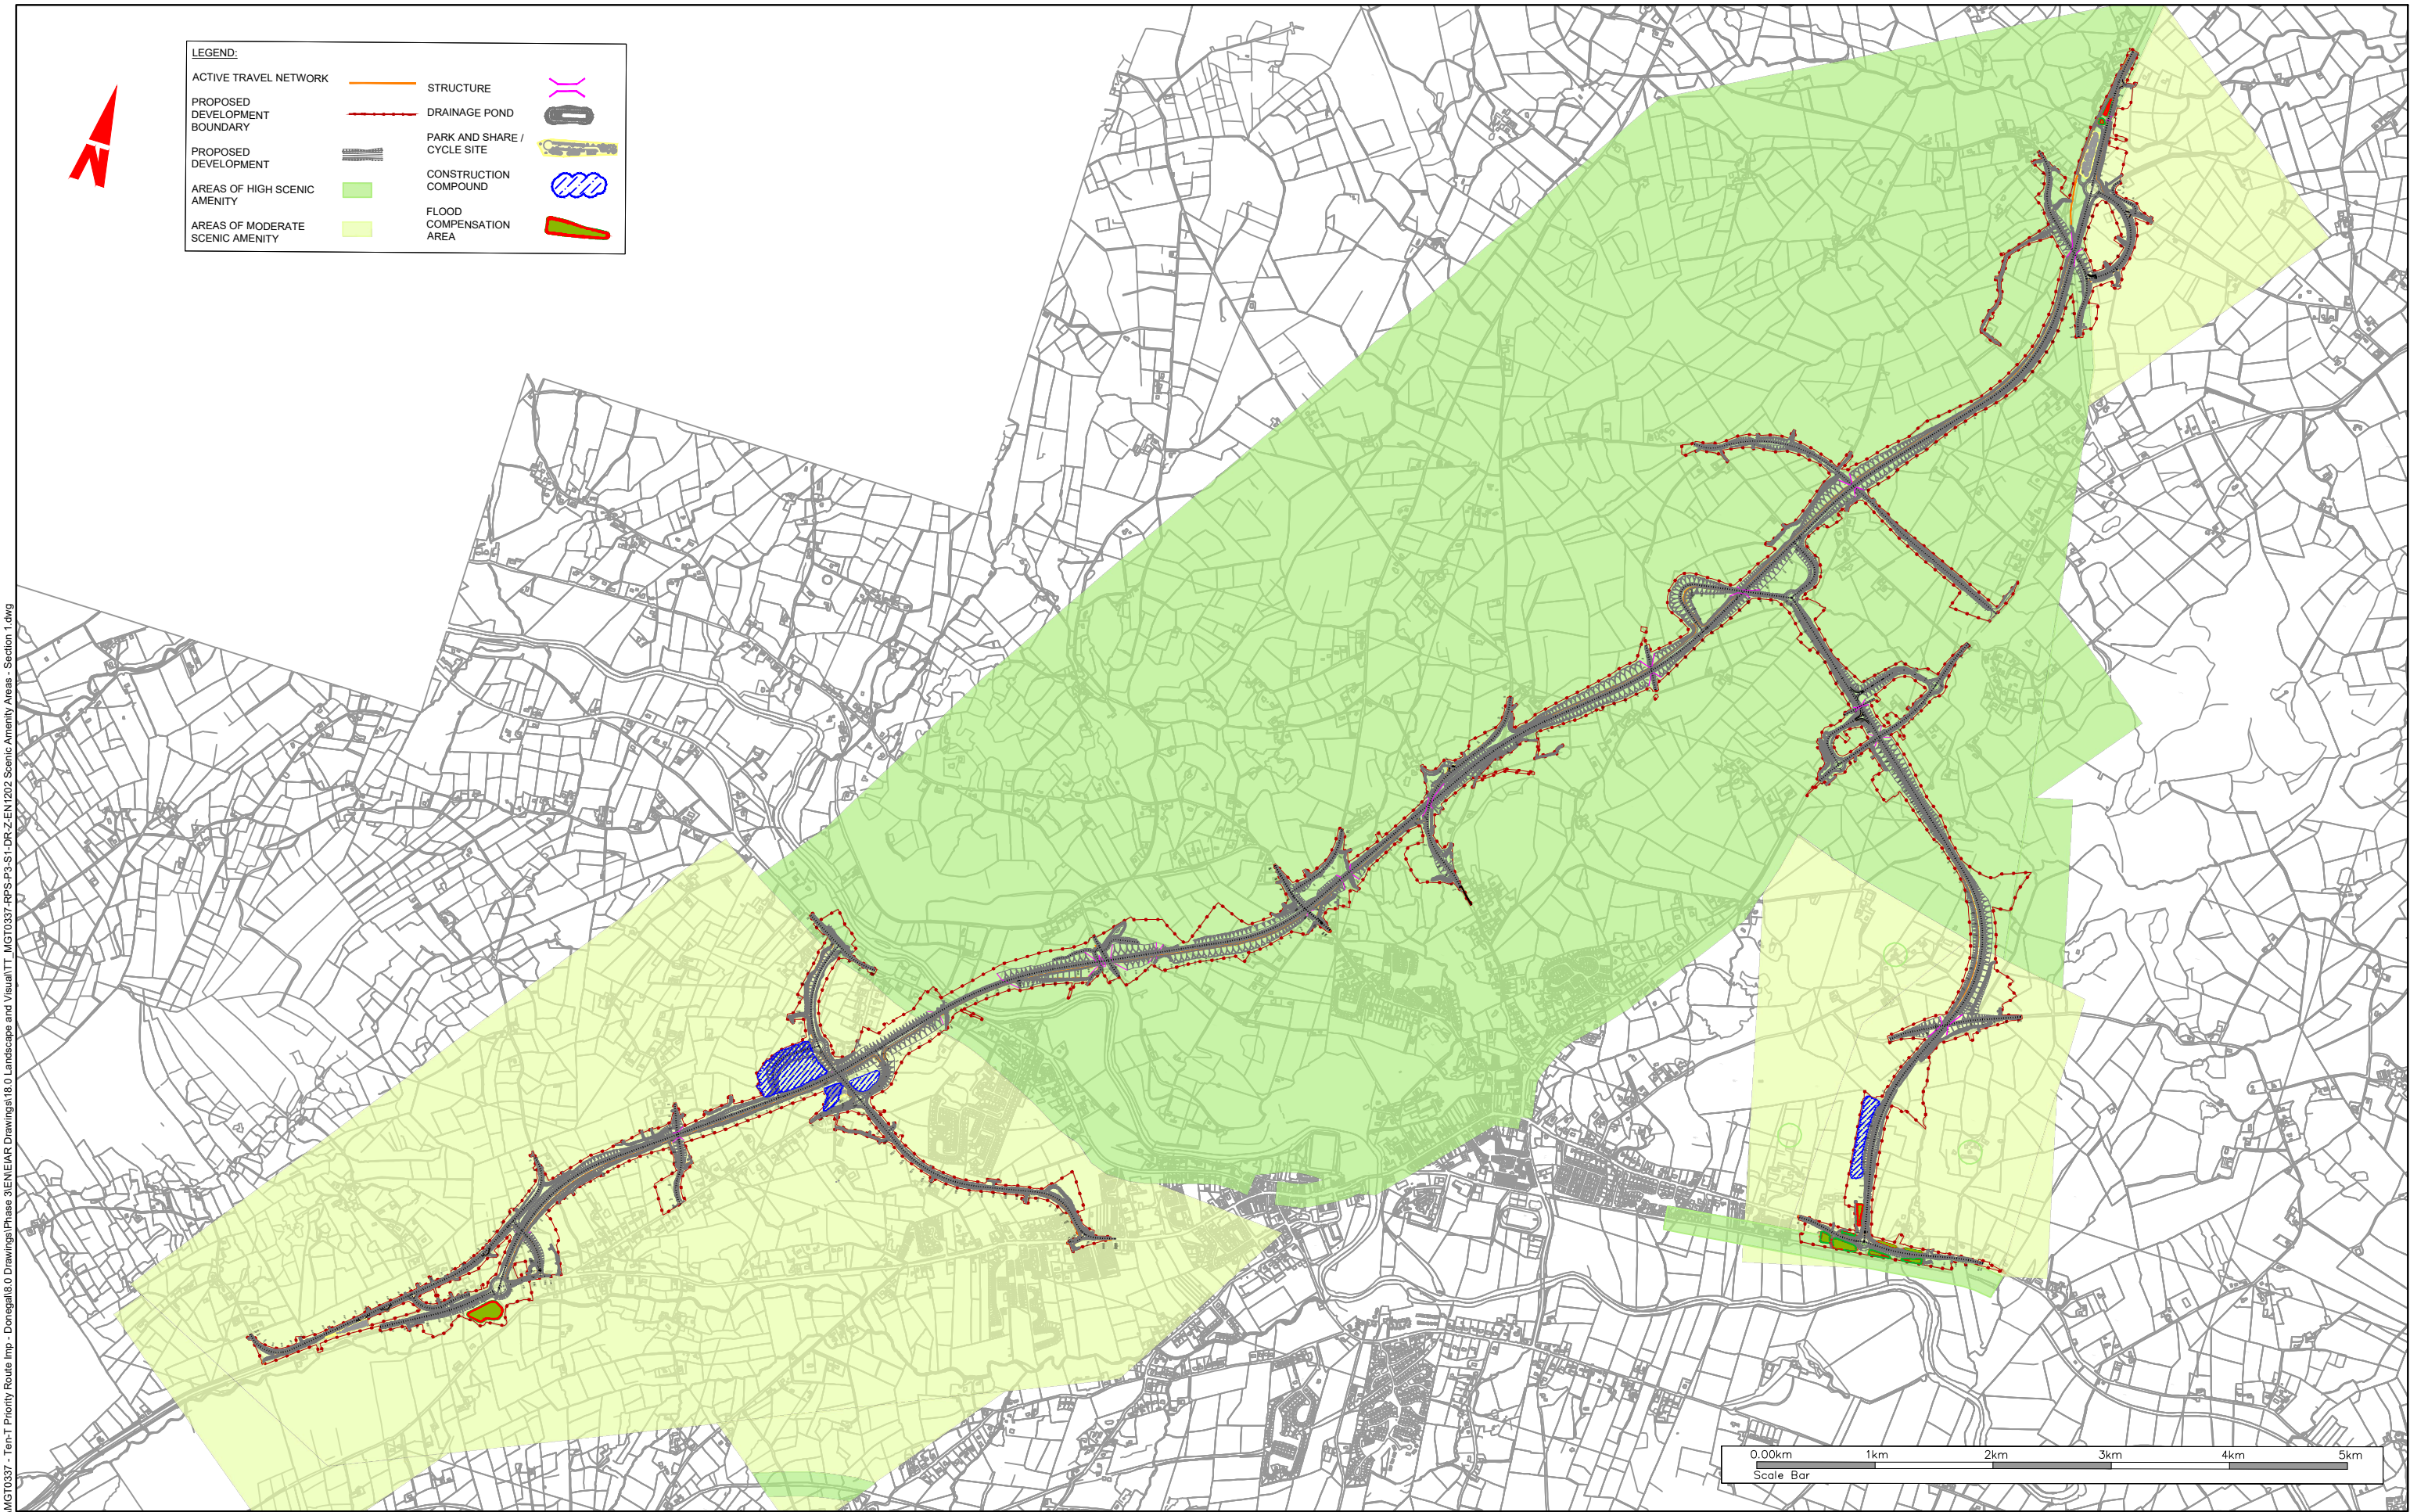 LEGEND:
ACTIVE TRAVEL NETWORK
PROPOSED
DEVELOPMENT
BOUNDARY
PROPOSED
DEVELOPMENT
AREAS OF HIGH SCENIC
AMENITY
AREAS OF MODERATE
SCENIC AMENITY
STRUCTURE
DRAINAGE POND
PARK AND SHARE /
CYCLE SITE
CONSTRUCTION
COMPOUND
FLOOD
COMPENSATION
AREA
N
MGT0337 - Ten-T Priority Route Imp - Donegal\8.0 Drawings\Phase 3\EN\EIAR Drawings\18.0 Landscape and Visual\TT_MGT0337-RPS-P3-S1-DR-Z-EN1202 Scenic Amenity Areas - Section 1.dwg
0.00km 1km 2km 3km 4km 5km
Scale Bar